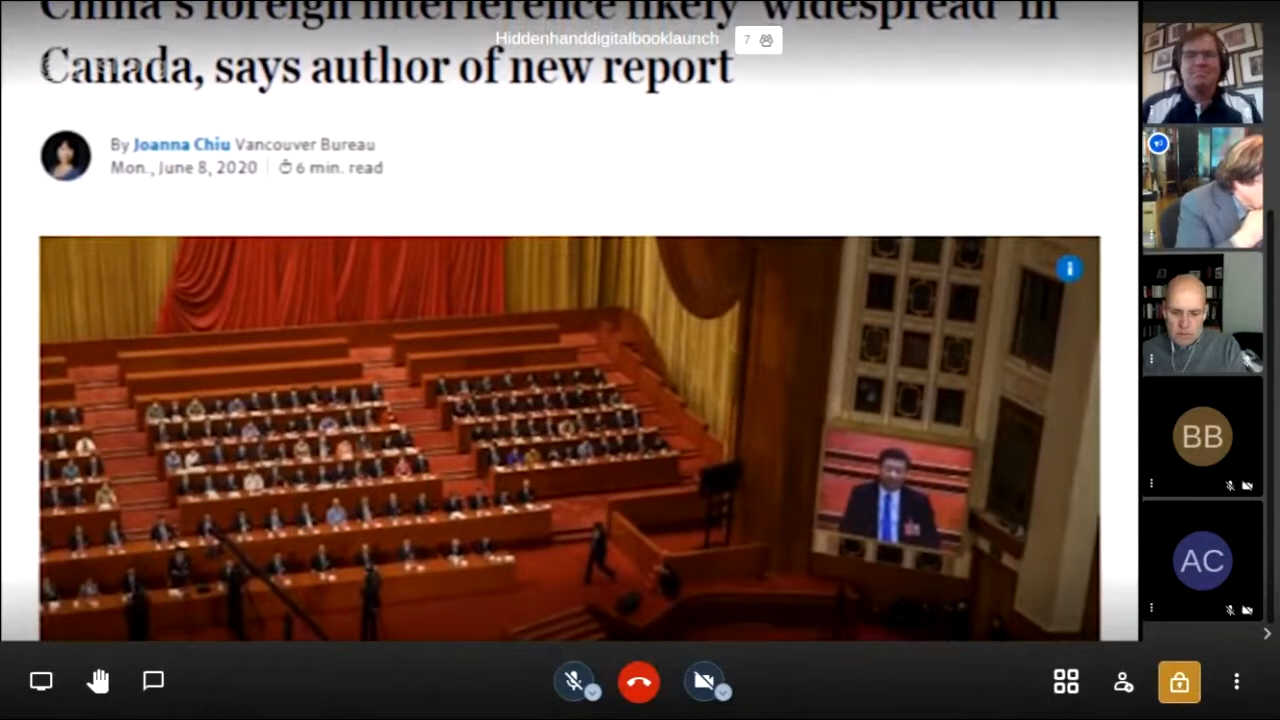 China's foreign interference likely 'widespread' in
Hiddenhanddigitalbooklaunch 7
Canada, says author of new report
By Joanna Chiu Vancouver Bureau
Mon., June 8, 2020 6 min. read
BB
AC